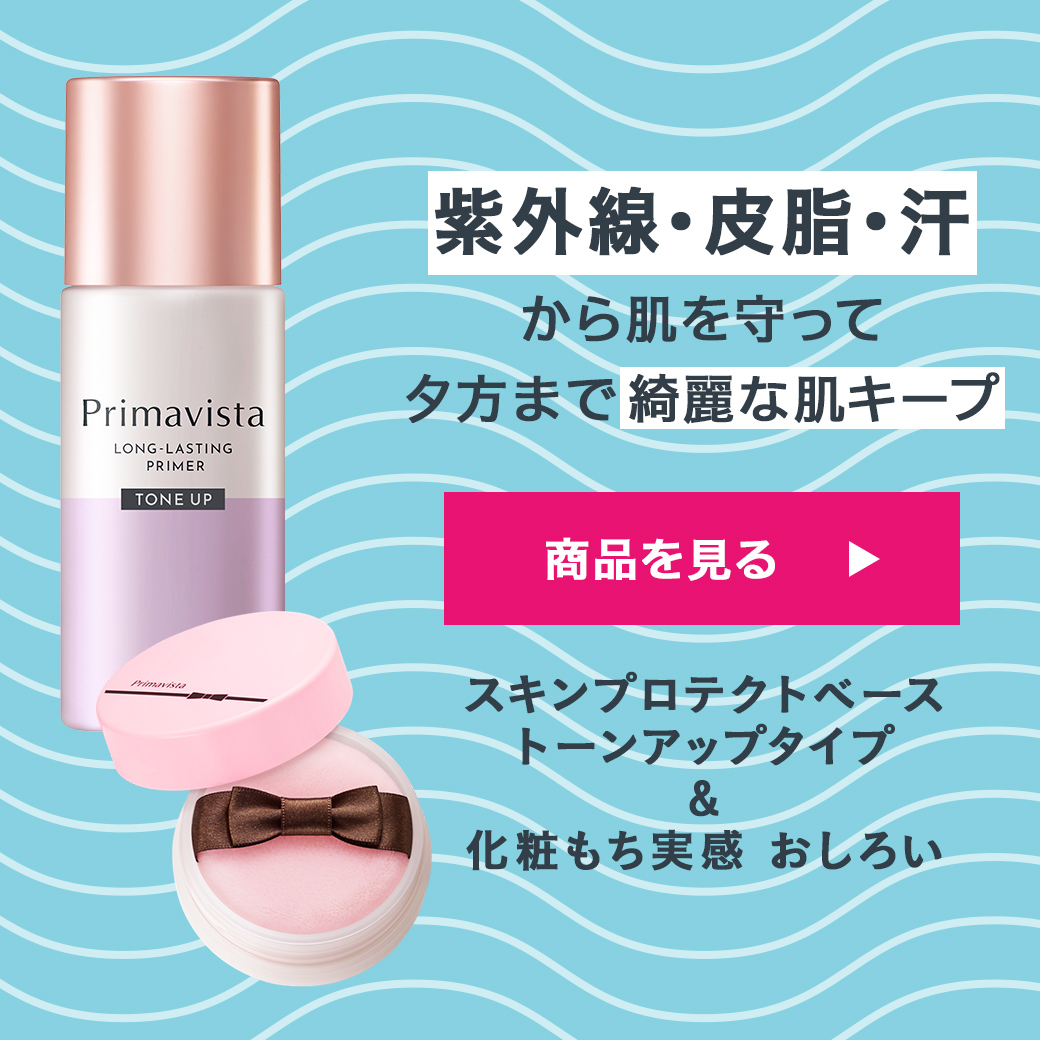 紫外線・皮脂・汗
から肌を守って
夕方まで綺麗な肌キープ
商品を見る ▶
スキンプロテクトベース
トーンアップタイプ
&
化粧もち実感 おしろい
Primavista
LONG-LASTING
PRIMER
TONE UP
Primavista